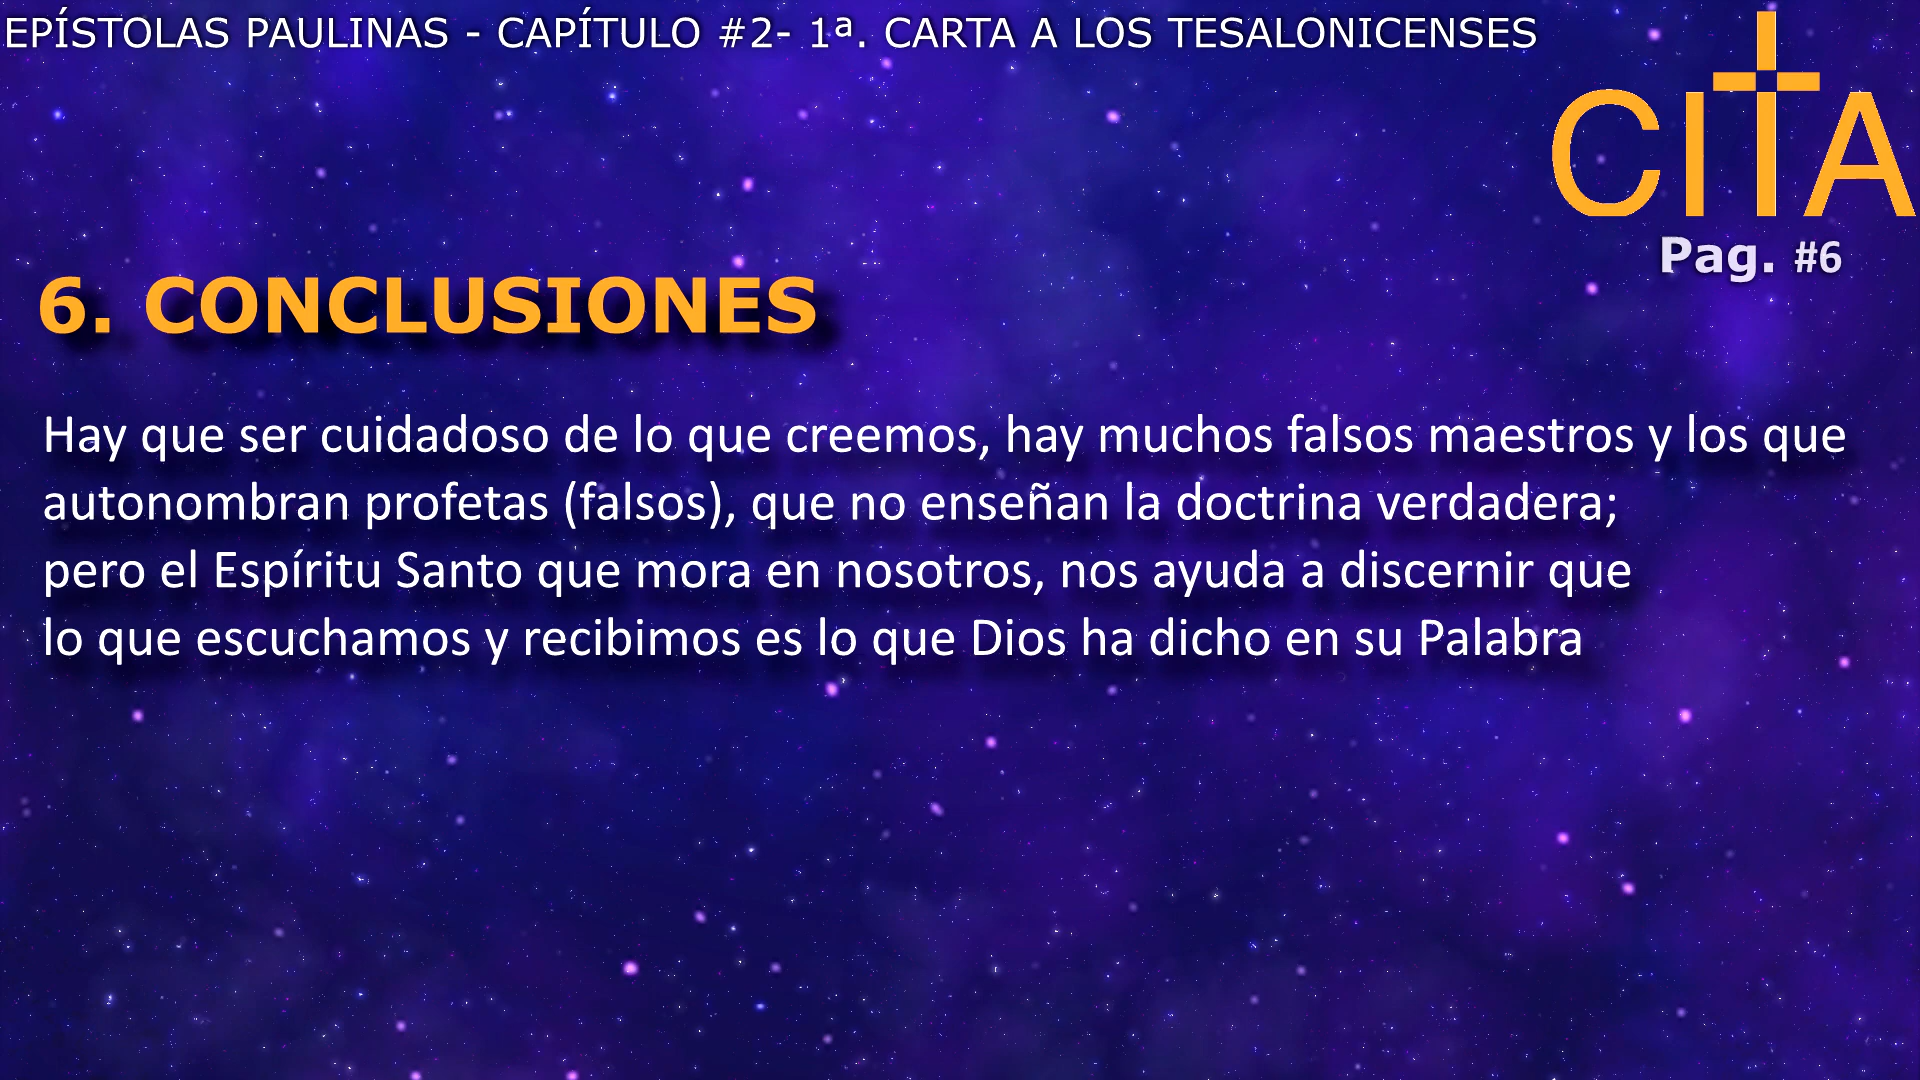 EPÍSTOLAS PAULINAS - CAPÍTULO #2- 1ª. CARTA A LOS TESALONICENSES
CITA
Pag. #6
6. CONCLUSIONES
Hay que ser cuidadoso de lo que creemos, hay muchos falsos maestros y los que
autonombran profetas (falsos), que no enseñan la doctrina verdadera;
pero el Espíritu Santo que mora en nosotros, nos ayuda a discernir que
lo que escuchamos y recibimos es lo que Dios ha dicho en su Palabra